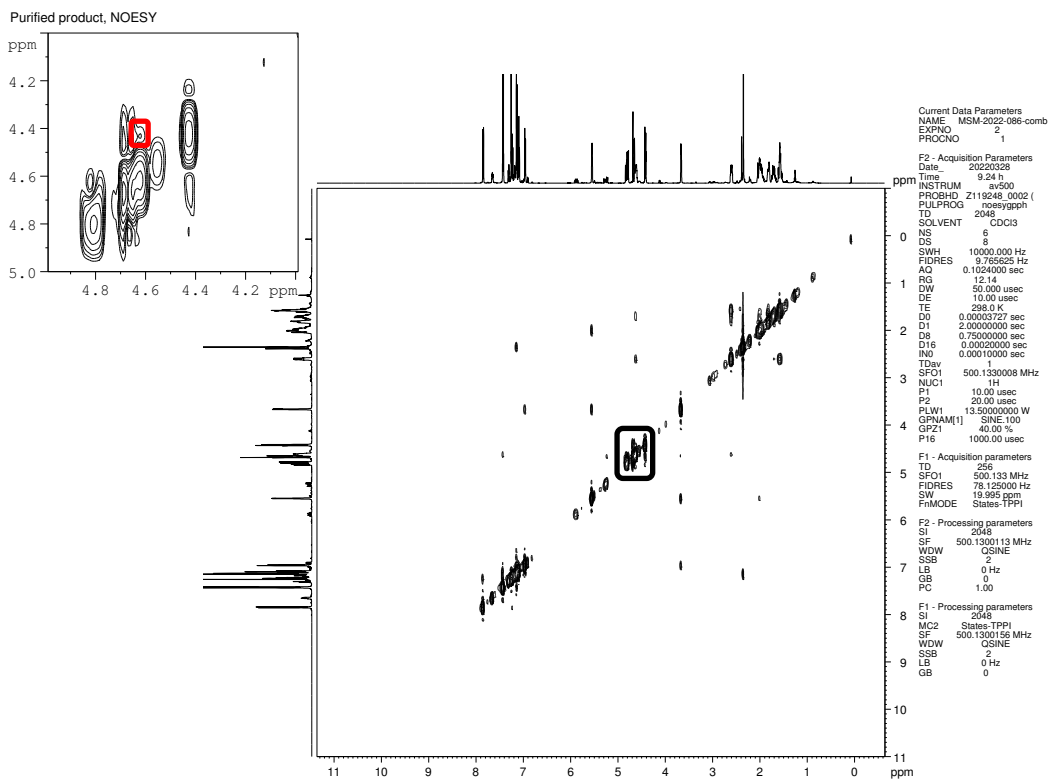 Purified product, NOESY
ppm
4.2
4.4
4.6
4.8
5.0
4.8 4.6 4.4 4.2 ppm
ppm
0
1
2
3
4
5
6
7
8
9
10
11
11 10 9 8 7 6 5 4 3 2 1 0 ppm
Current Data Parameters
NAME MSM-2022-086-comb
EXPNO 2
PROCNO 1
F2 - Acquisition Parameters
Date_ 20220328
Time 9.24 h
INSTRUM av500
PROBHD Z119248_0002 (
PULPROG noesygpph
TD 2048
SOLVENT CDCl3
NS 6
DS 8
SWH 10000.000 Hz
FIDRES 9.765625 Hz
AQ 0.1024000 sec
RG 12.14
DW 50.000 usec
DE 10.00 usec
TE 298.0 K
D0 0.00003727 sec
D1 2.00000000 sec
D8 0.75000000 sec
D16 0.00020000 sec
IN0 0.00010000 sec
TDav 1
SFO1 500.1330008 MHz
NUC1 1H
P1 10.00 usec
P2 20.00 usec
PLW1 13.50000000 W
GPNAM[1] SINE.100
GPZ1 40.00 %
P16 1000.00 usec
F1 - Acquisition parameters
TD 256
SFO1 500.133 MHz
FIDRES 78.125000 Hz
SW 19.995 ppm
FnMODE States-TPPI
F2 - Processing parameters
SI 2048
SF 500.1300113 MHz
WDW QSINE
SSB 2
LB 0 Hz
GB 0
PC 1.00
F1 - Processing parameters
SI 2048
MC2 States-TPPI
SF 500.1300156 MHz
WDW QSINE
SSB 2
LB 0 Hz
GB 0